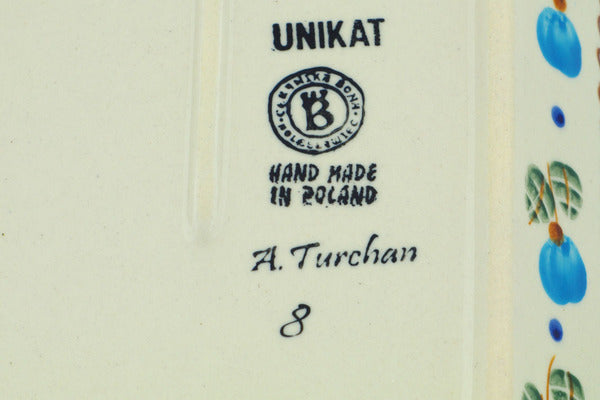 UNIKAT
B
HAND MADE
IN POLAND
A. Turchan
8